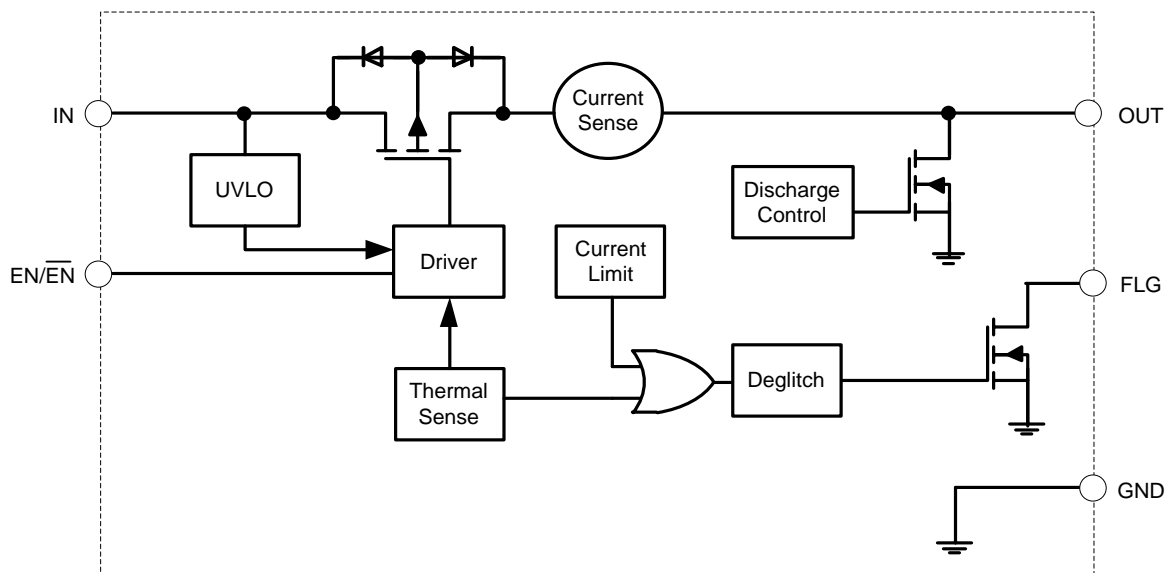 IN
Current
Sense
OUT
UVLO
Discharge
Control
EN/EN
Driver
Current
Limit
FLG
Thermal
Sense
Deglitch
GND